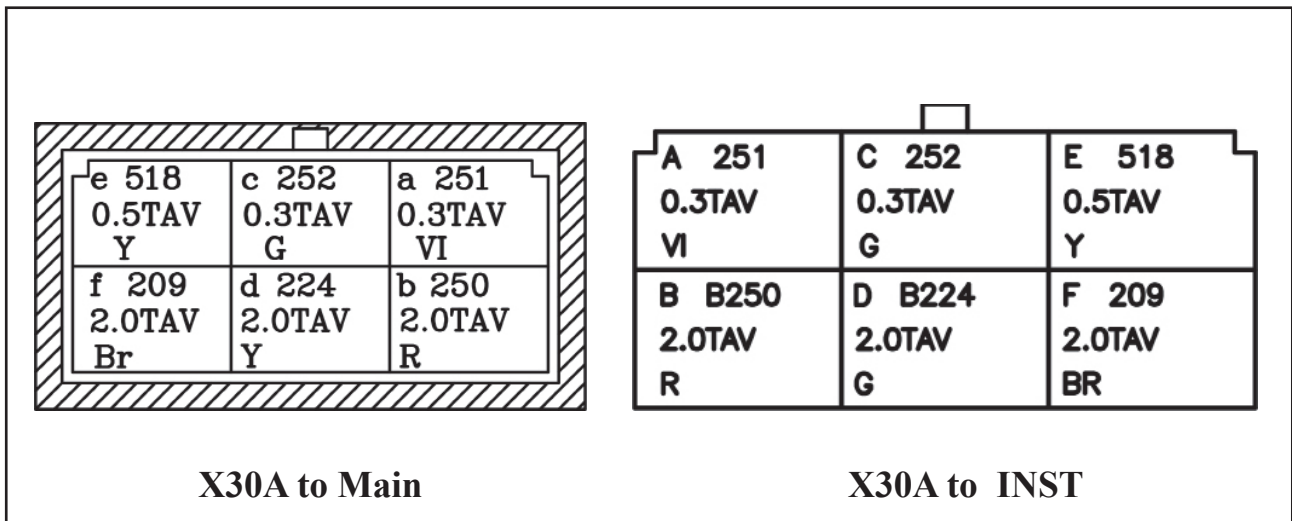 e 518
0.5TAV
Y
c 252
0.3TAV
G
a 251
0.3TAV
VI
f 209
2.0TAV
Br
d 224
2.0TAV
Y
b 250
2.0TAV
R
X30A to Main
A 251
0.3TAV
VI
C 252
0.3TAV
G
E 518
0.5TAV
Y
B B250
2.0TAV
R
D B224
2.0TAV
G
F 209
2.0TAV
BR
X30A to INST